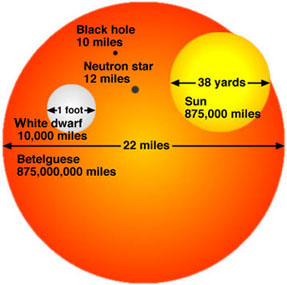 Black hole
10 miles
Neutron star
12 miles
38 yards
Sun
875,000 miles
1 foot
White dwarf
10,000 miles
22 miles
Betelguese
875,000,000 miles